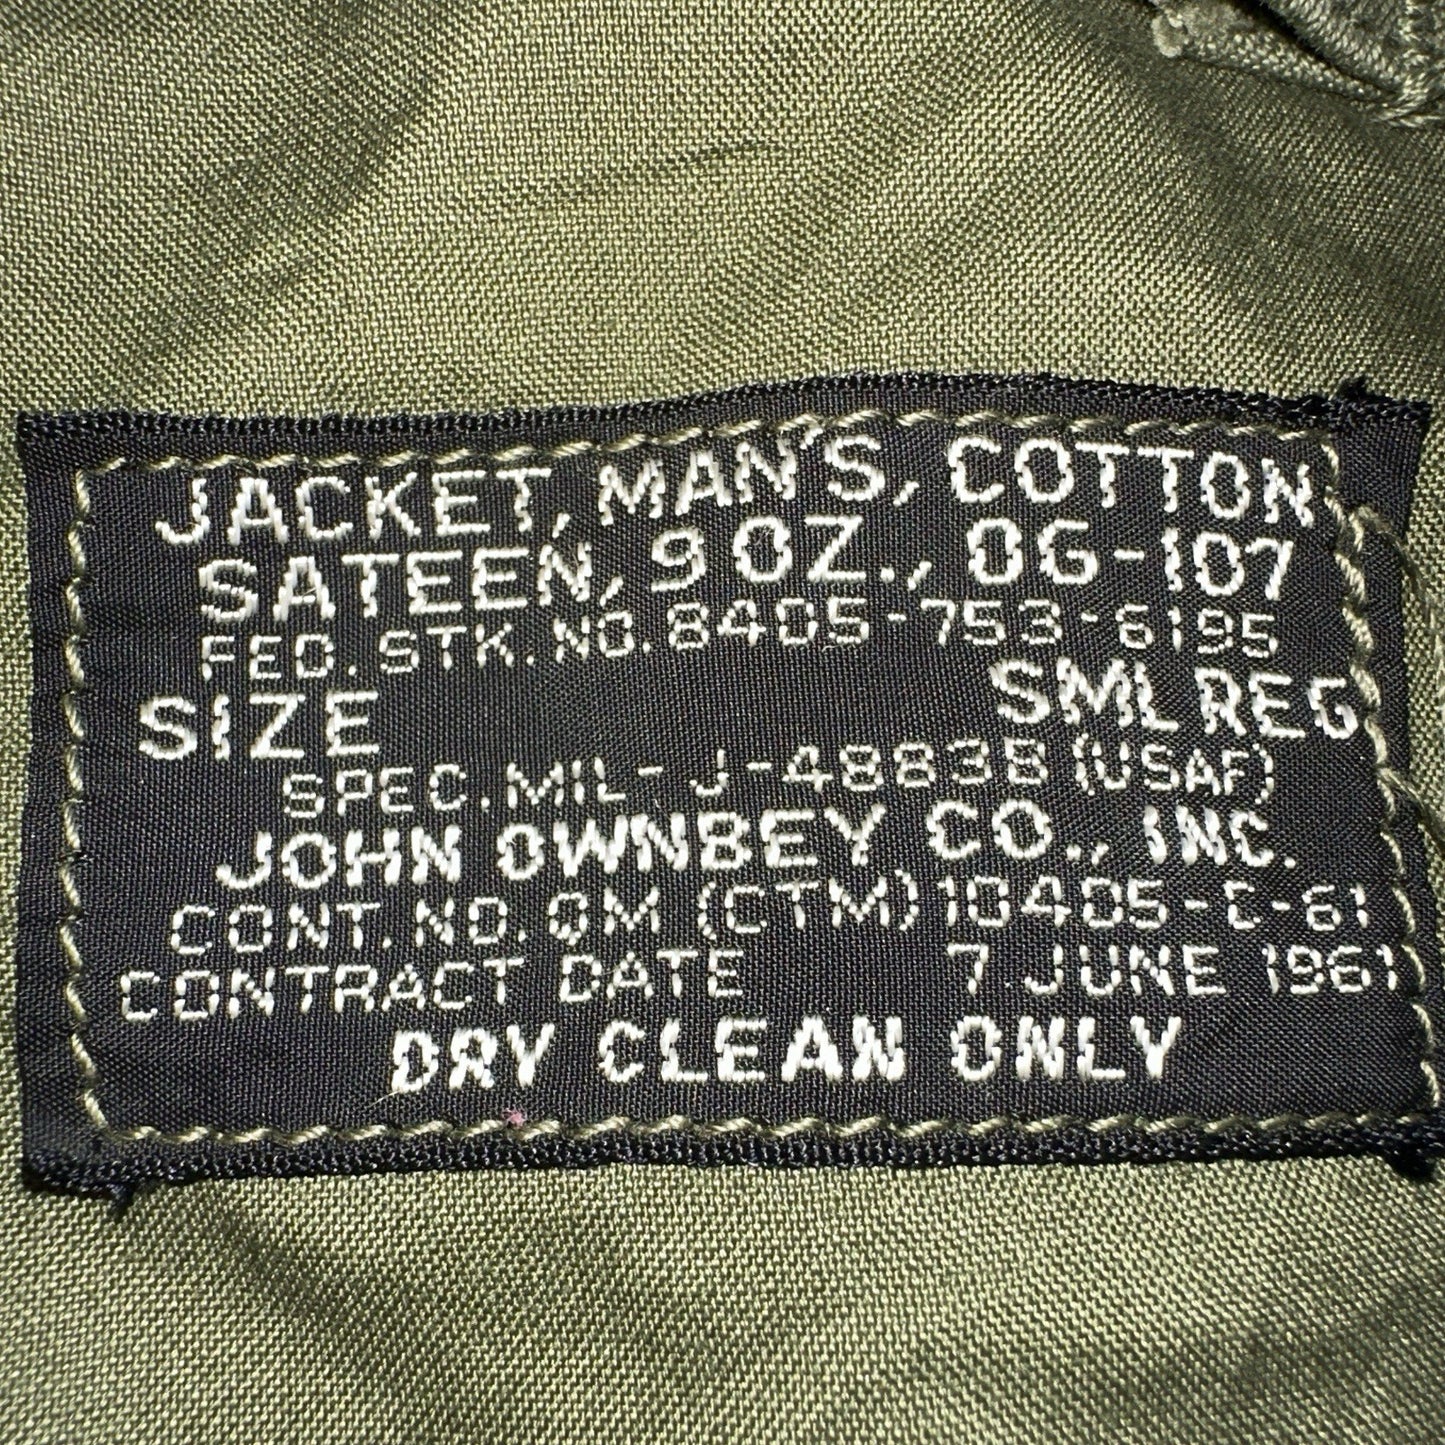 JACKET, MAN'S, COTTON
SATEEN, 9 OZ., OG-107
FED. STK. NO. 8405-753-6195
SIZE SML REG
SPEC. MIL-J-4883B (USAF)
JOHN OWNBEY CO., INC.
CONT. NO. QM (CTM) 10405-C-61
CONTRACT DATE 7 JUNE 1961
DRY CLEAN ONLY